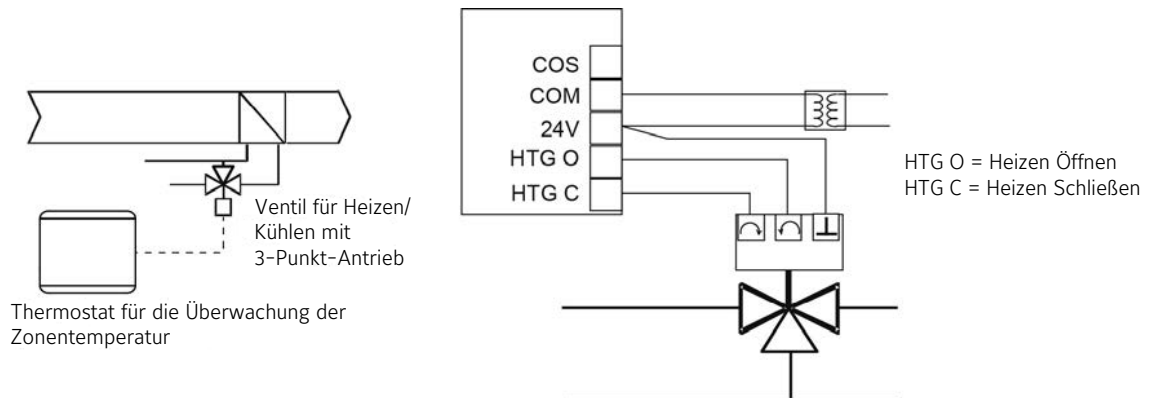 Ventil für Heizen/
Kühlen mit
3-Punkt-Antrieb
Thermostat für die Überwachung der
Zonentemperatur
COS
COM
24V
HTG O
HTG C
HTG O = Heizen Öffnen
HTG C = Heizen Schließen